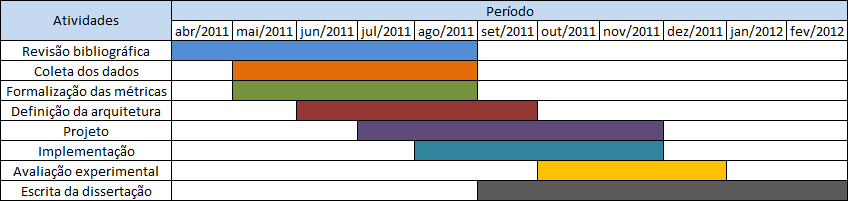 Atividades
Período
abr/2011 mai/2011 jun/2011 jul/2011 ago/2011 set/2011 out/2011 nov/2011 dez/2011 jan/2012 fev/2012
Revisão bibliográfica
Coleta dos dados
Formalização das métricas
Definição da arquitetura
Projeto
Implementação
Avaliação experimental
Escrita da dissertação